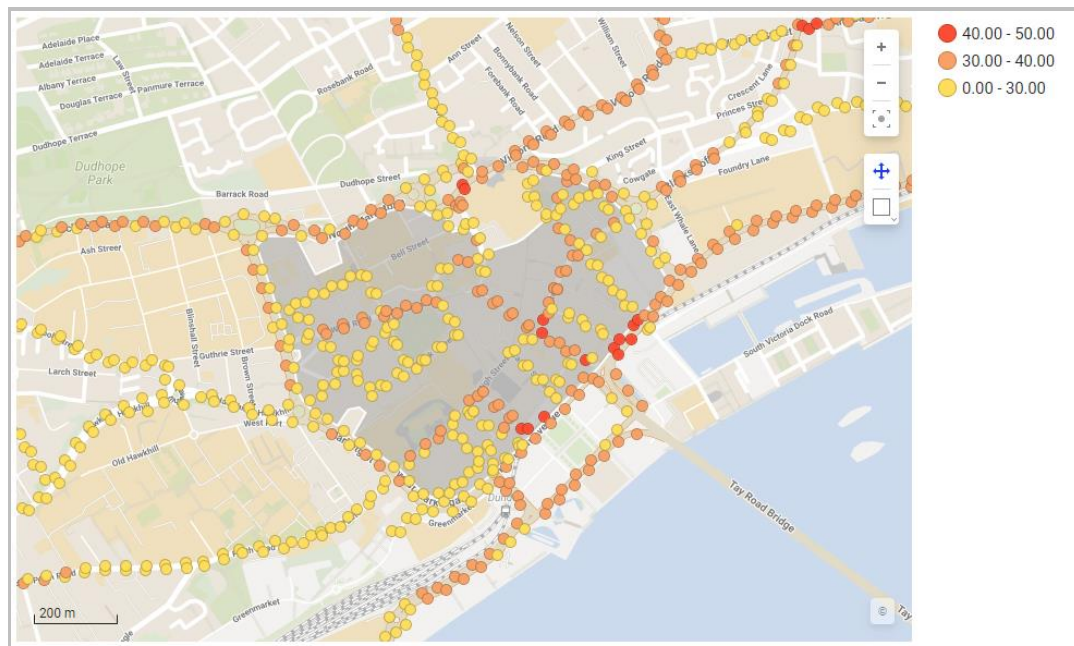 40.00 - 50.00
30.00 - 40.00
0.00 - 30.00
Adelaide Place
Adelaide Terrace
Law Street
Albany Terrace
Panmure Terrace
Douglas Terrace
Dudhope Terrace
Rosebank Road
Ann Street
Nelson Street
Bonnybank Road
Forebank Road
William Street
Crescent Lane
Princes Stre
King Street
Cowgate
Foundry Lane
East Whale Lane
Dudhope
Park
Barrack Road
Dudhope Street
Bell Street
Ash Street
Blinshall Street
Guthrie Street
Brown Street
Larch Street
West Port
Old Hawkhill
South Victoria Dock Road
Tay Road Bridge
Tay
Greenmarke
Greenmarket
200 m
©